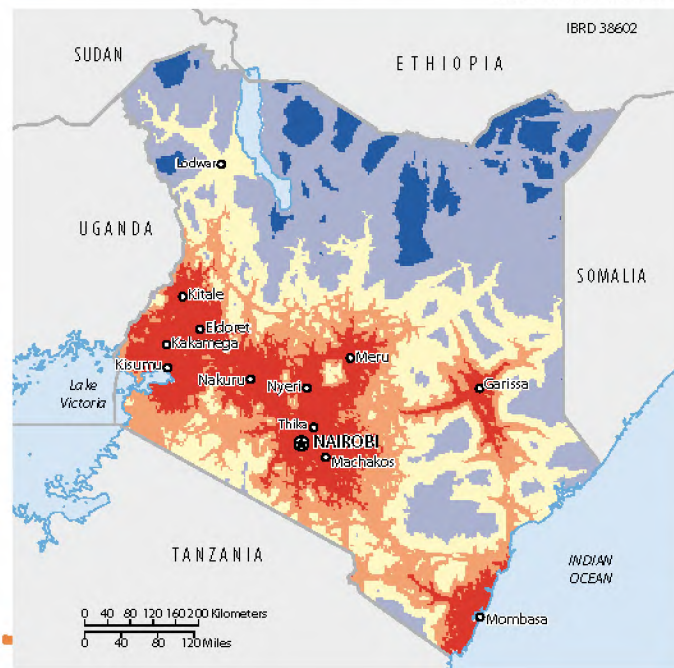 IBRD 38602
SUDAN
ETHIOPIA
Lodwar
UGANDA
SOMALIA
Kitale
Eldoret
Kakamega
Kisumu
Meru
Nakuru
Nyeri
Garissa
Lake
Victoria
Thika
NAIROBI
Machakos
TANZANIA
INDIAN
OCEAN
0 40 80 120 160 200 Kilometers
0 40 80 120 Miles
Mombasa